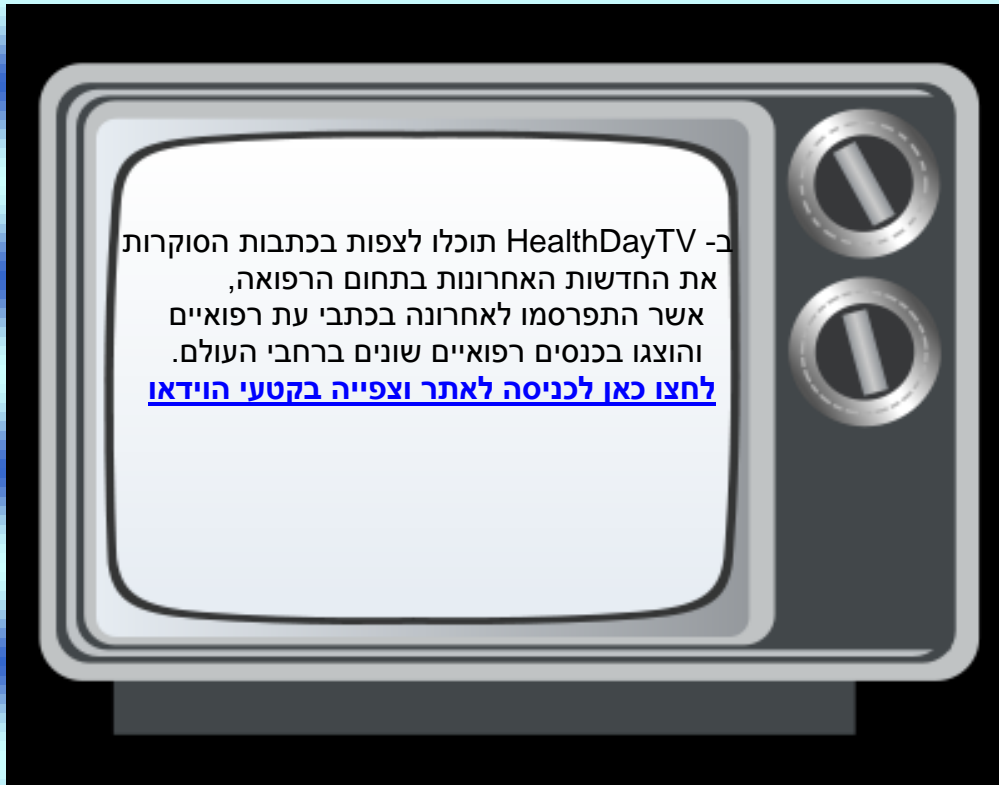 ב- HealthDayTV תוכלו לצפות בכתבות הסוקרות
את החדשות האחרונות בתחום הרפואה,
אשר התפרסמו לאחרונה בכתבי עת רפואיים
והוצגו בכנסים רפואיים שונים ברחבי העולם.
לחצו כאן לכניסה לאתר וצפייה בקטעי הוידאו